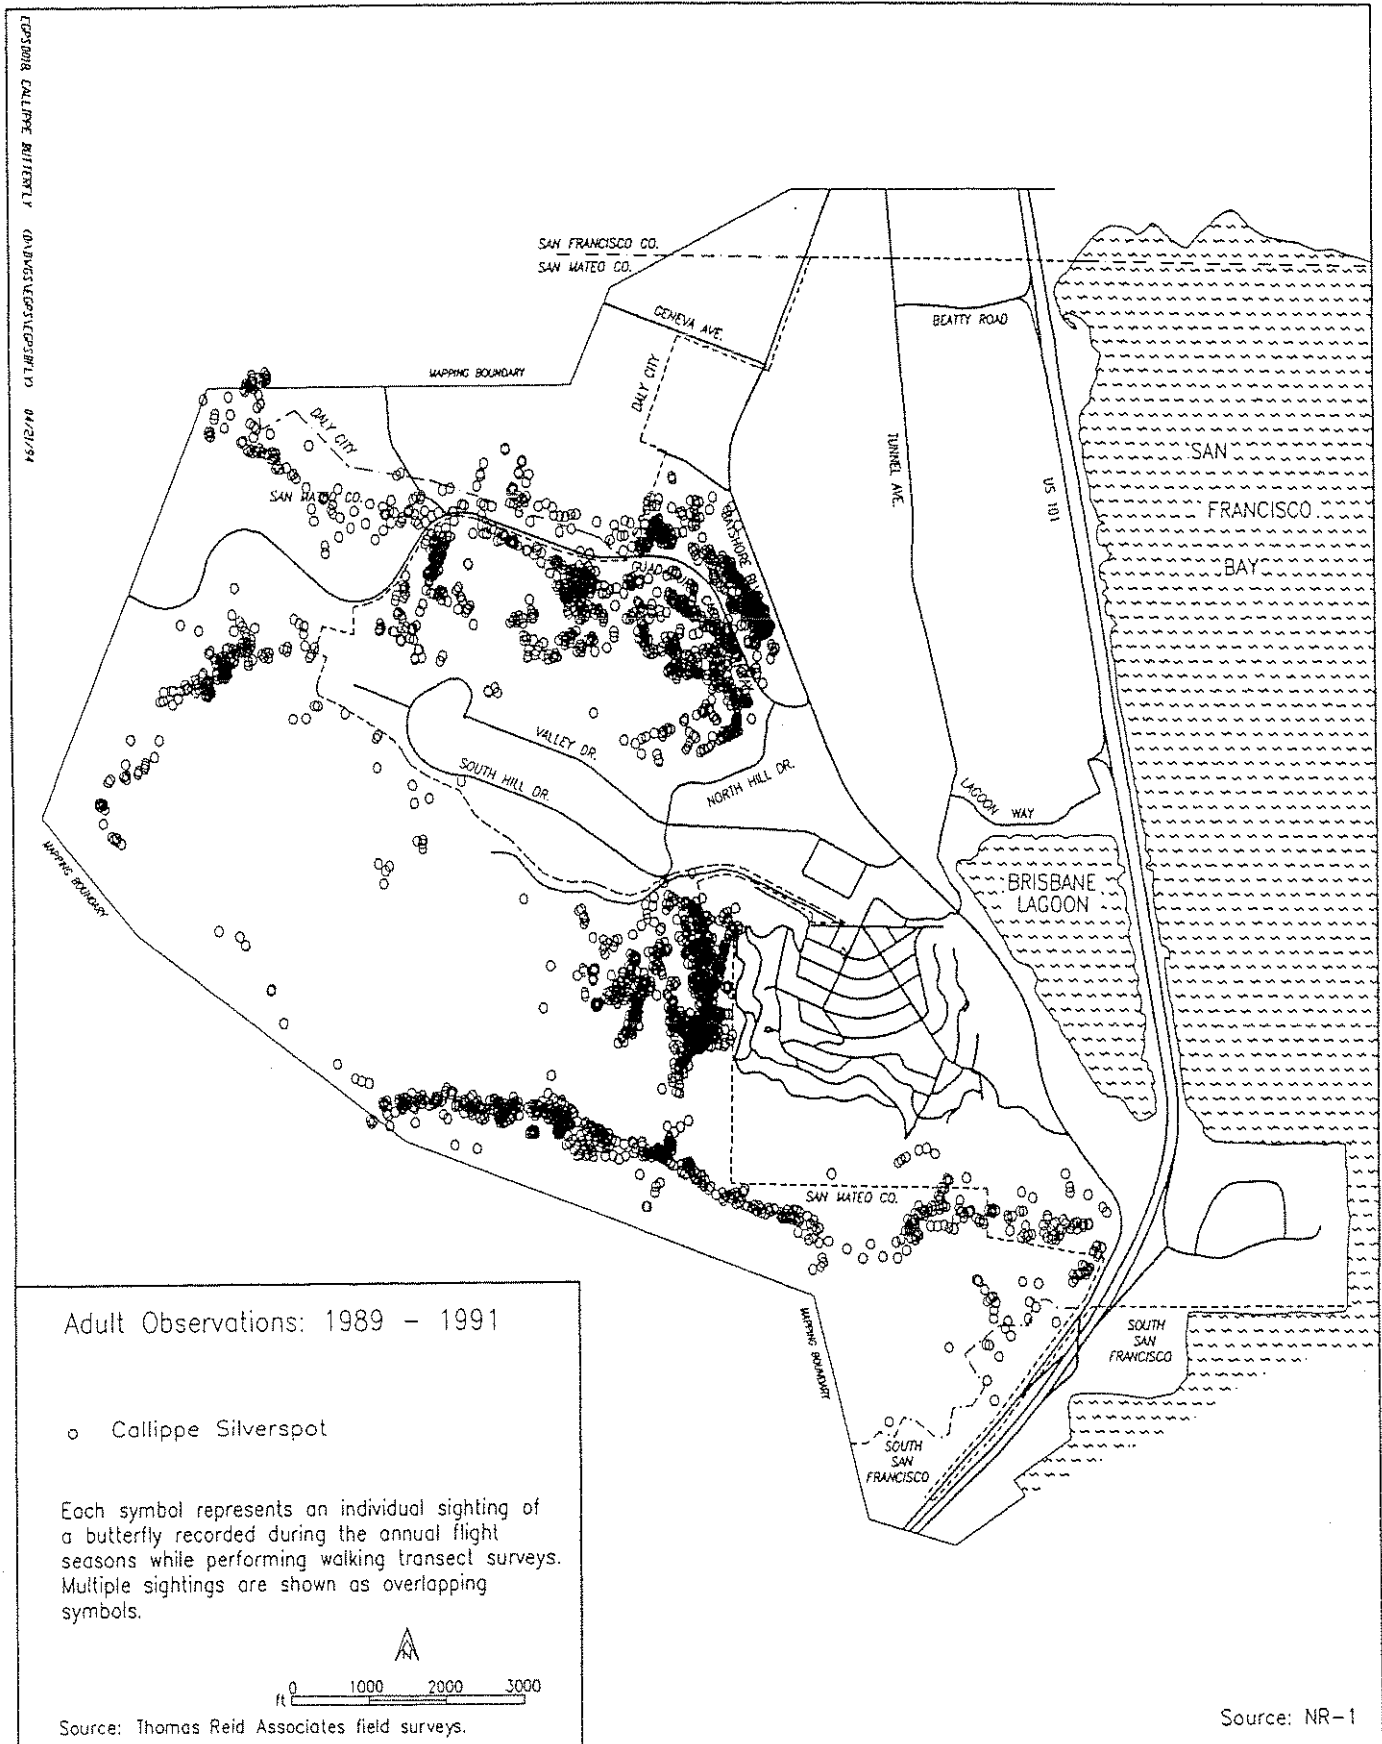 CALLIPPE BUTTERFLY
04/21/94
SAN FRANCISCO CO.
SAN MATEO CO.
GENEVA AVE.
BEATTY ROAD
MAPPING BOUNDARY
DALY CITY
DALY CITY
SAN MATEO CO.
TUNNEL AVE.
US 101
BAYSHORE
SAN
FRANCISCO
BAY
VALLEY DR.
SOUTH HILL DR.
NORTH HILL DR.
LAGOON WAY
MAPPING BOUNDARY
BRISBANE
LAGOON
SAN MATEO CO.
MAPPING BOUNDARY
SOUTH
SAN
FRANCISCO
SOUTH
SAN
FRANCISCO
Adult Observations: 1989 - 1991
Callippe Silverspot
Each symbol represents an individual sighting of
a butterfly recorded during the annual flight
seasons while performing walking transect surveys.
Multiple sightings are shown as overlapping
symbols.
N
0 1000 2000 3000
ft
Source: Thomas Reid Associates field surveys.
Source: NR-1